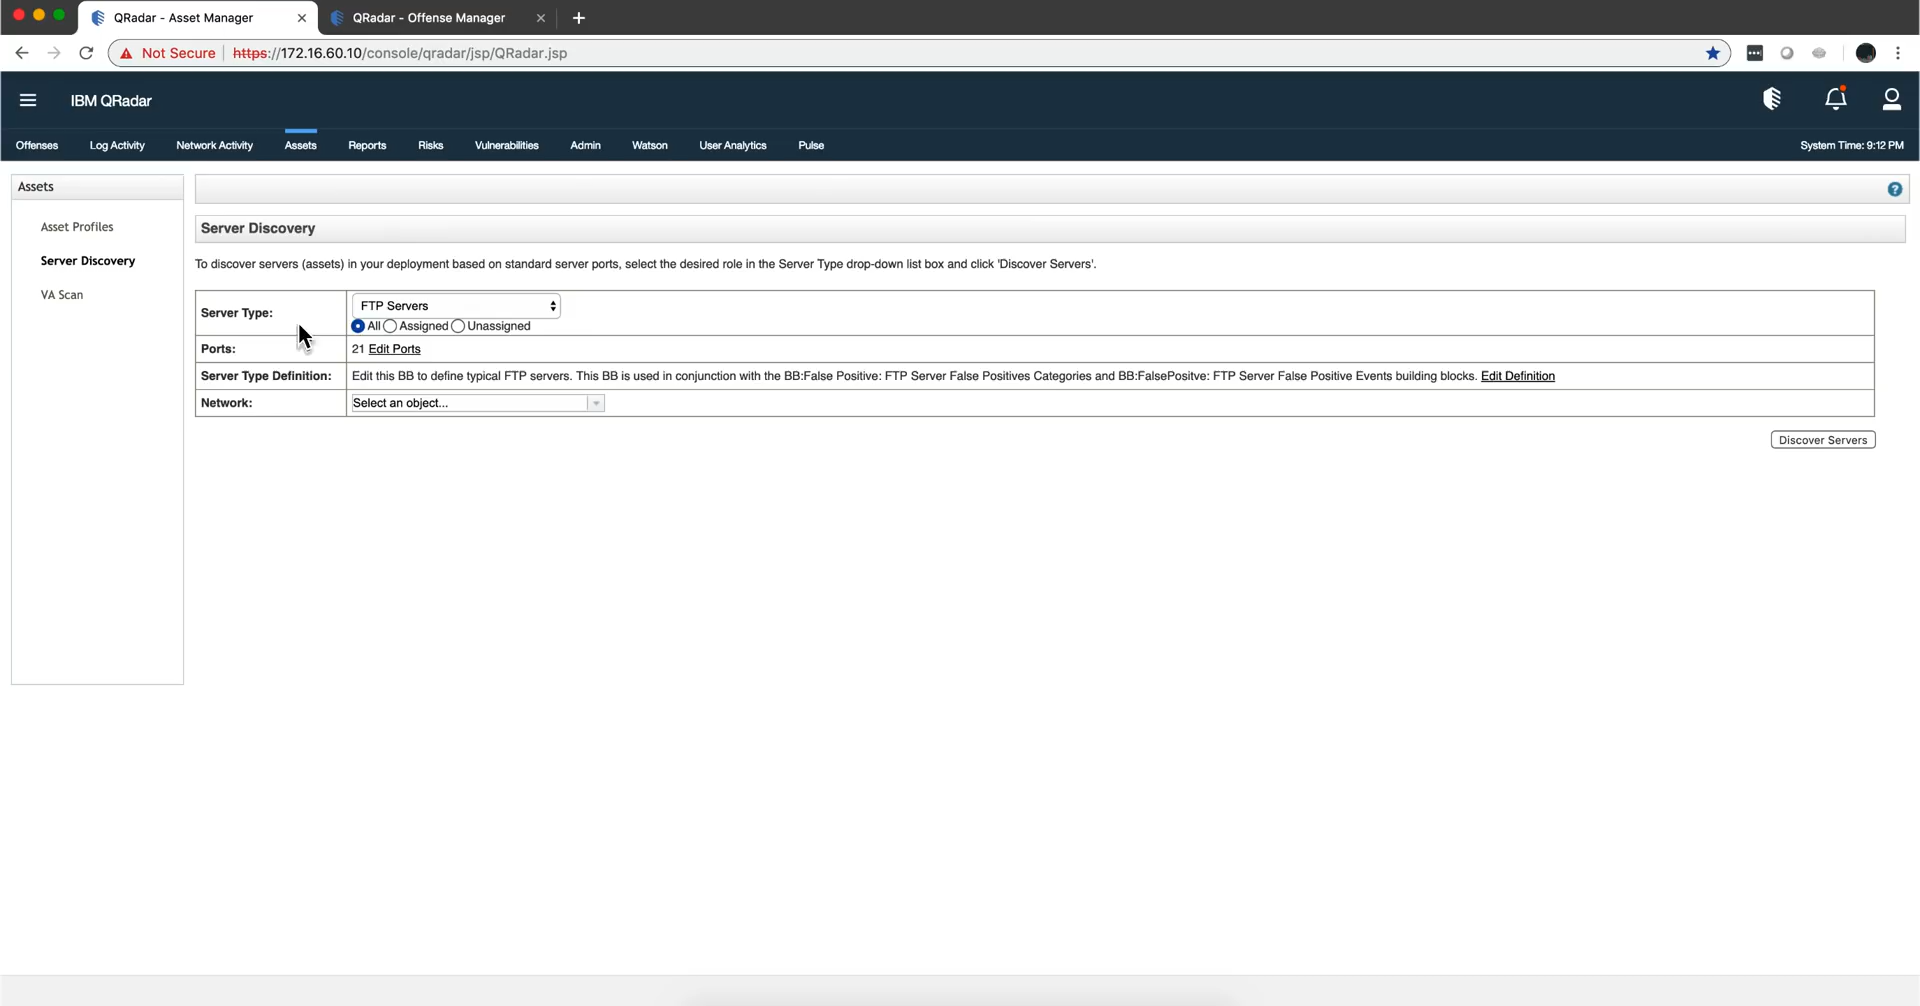 QRadar - Asset Manager
QRadar - Offense Manager
Not Secure https://172.16.60.10/console/qradar/jsp/QRadar.jsp
IBM QRadar
Offenses Log Activity Network Activity Assets Reports Risks Vulnerabilities Admin Watson User Analytics Pulse System Time: 9:12 PM
Assets
Asset Profiles
Server Discovery
VA Scan
Server Discovery
To discover servers (assets) in your deployment based on standard server ports, select the desired role in the Server Type drop-down list box and click 'Discover Servers'.
Server Type: FTP Servers
All Assigned Unassigned
Ports: 21 Edit Ports
Server Type Definition: Edit this BB to define typical FTP servers. This BB is used in conjunction with the BB:False Positive: FTP Server False Positives Categories and BB:FalsePositve: FTP Server False Positive Events building blocks. Edit Definition
Network: Select an object...
Discover Servers